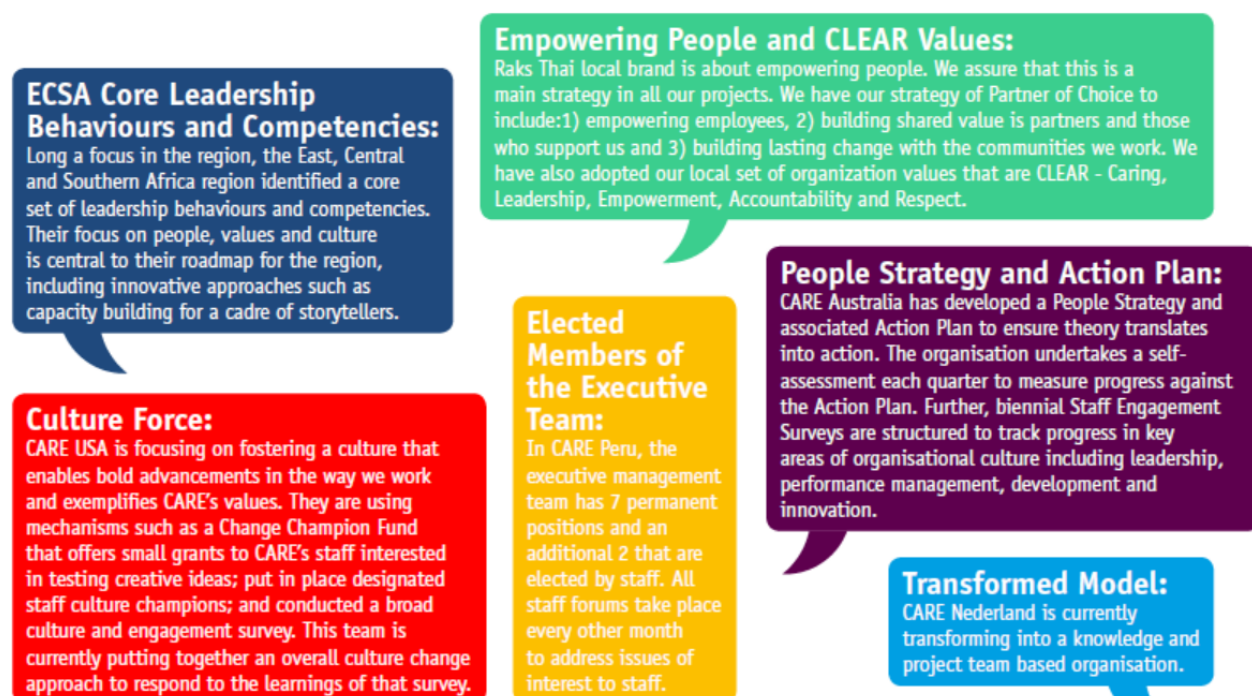 ECSA Core Leadership
Behaviours and Competencies:
Long a focus in the region, the East, Central
and Southern Africa region identified a core
set of leadership behaviours and competencies.
Their focus on people, values and culture
is central to their roadmap for the region,
including innovative approaches such as
capacity building for a cadre of storytellers.
Empowering People and CLEAR Values:
Raks Thai local brand is about empowering people. We assure that this is a
main strategy in all our projects. We have our strategy of Partner of Choice to
include:1) empowering employees, 2) building shared value is partners and those
who support us and 3) building lasting change with the communities we work. We
have also adopted our local set of organization values that are CLEAR - Caring,
Leadership, Empowerment, Accountability and Respect.
People Strategy and Action Plan:
CARE Australia has developed a People Strategy and
associated Action Plan to ensure theory translates
into action. The organisation undertakes a self-
assessment each quarter to measure progress against
the Action Plan. Further, biennial Staff Engagement
Surveys are structured to track progress in key
areas of organisational culture including leadership,
performance management, development and
innovation.
Elected
Members of
the Executive
Team:
In CARE Peru, the
executive management
team has 7 permanent
positions and an
additional 2 that are
elected by staff. All
staff forums take place
every other month
to address issues of
interest to staff.
Culture Force:
CARE USA is focusing on fostering a culture that
enables bold advancements in the way we work
and exemplifies CARE's values. They are using
mechanisms such as a Change Champion Fund
that offers small grants to CARE's staff interested
in testing creative ideas; put in place designated
staff culture champions; and conducted a broad
culture and engagement survey. This team is
currently putting together an overall culture change
approach to respond to the learnings of that survey.
Transformed Model:
CARE Nederland is currently
transforming into a knowledge and
project team based organisation.